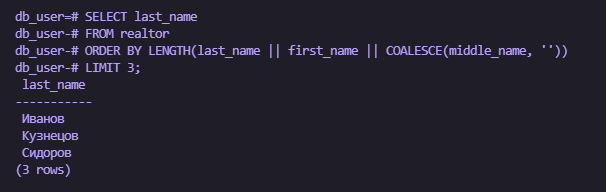 db_user=# SELECT last_name
db_user-# FROM realtor
db_user-# ORDER BY LENGTH(last_name || first_name || COALESCE(middle_name, ''))
db_user-# LIMIT 3;
last_name
-----------
Иванов
Кузнецов
Сидоров
(3 rows)